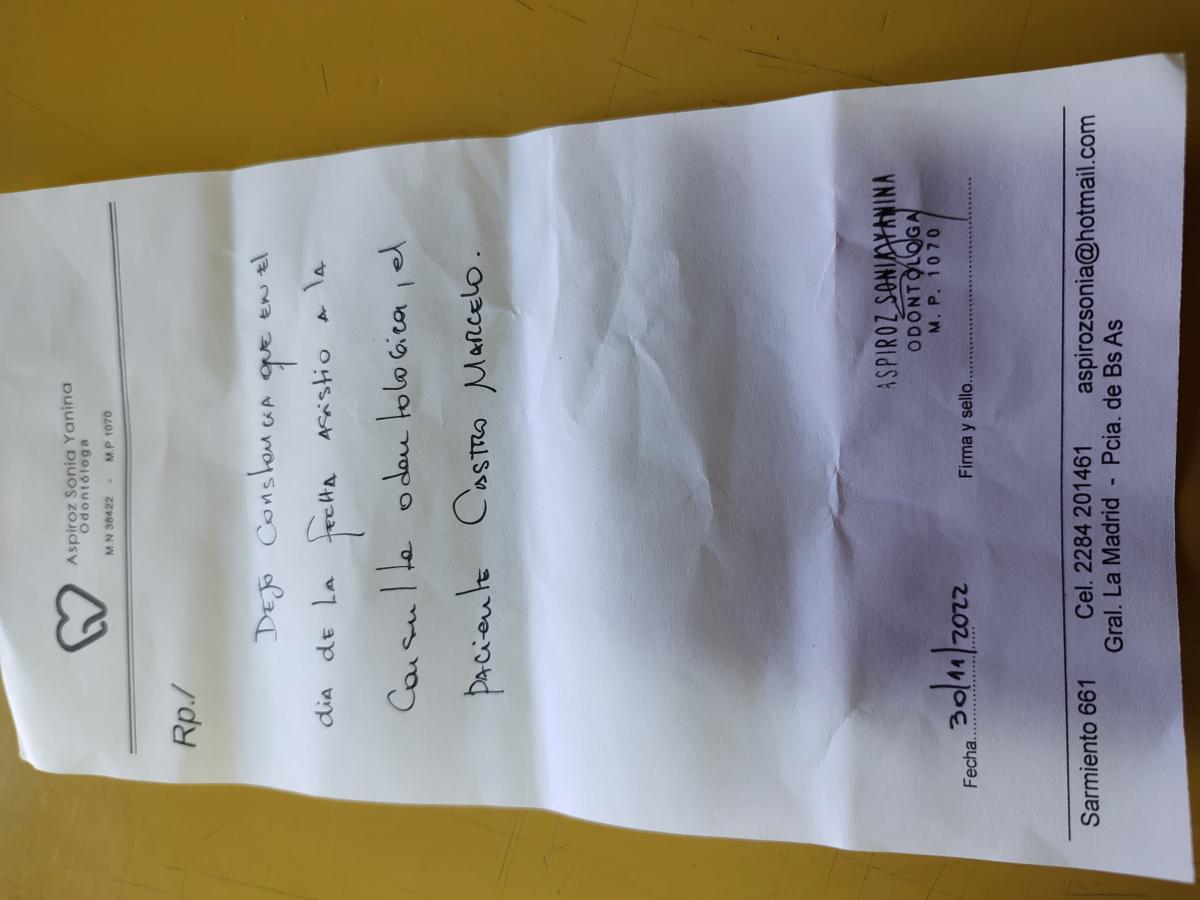 Aspiroz Sonia Yanina
Odontóloga
M.N 38422 - M.P 1070
Rp./
DEJO CONSTANCIA QUE EN El
dia de LA FECHA ASISTIO A lA
Consulta odontologica, el
PACIENTE CASTRO MARCELO.
ASPIROZ SONIA YANINA
ODONTOLOGA
M. P. 1070
Fecha 30/11/2022 Firma y sello
Sarmiento 661 Cel. 2284 201461 aspirozsonia@hotmail.com
Gral. La Madrid - Pcia. de Bs As